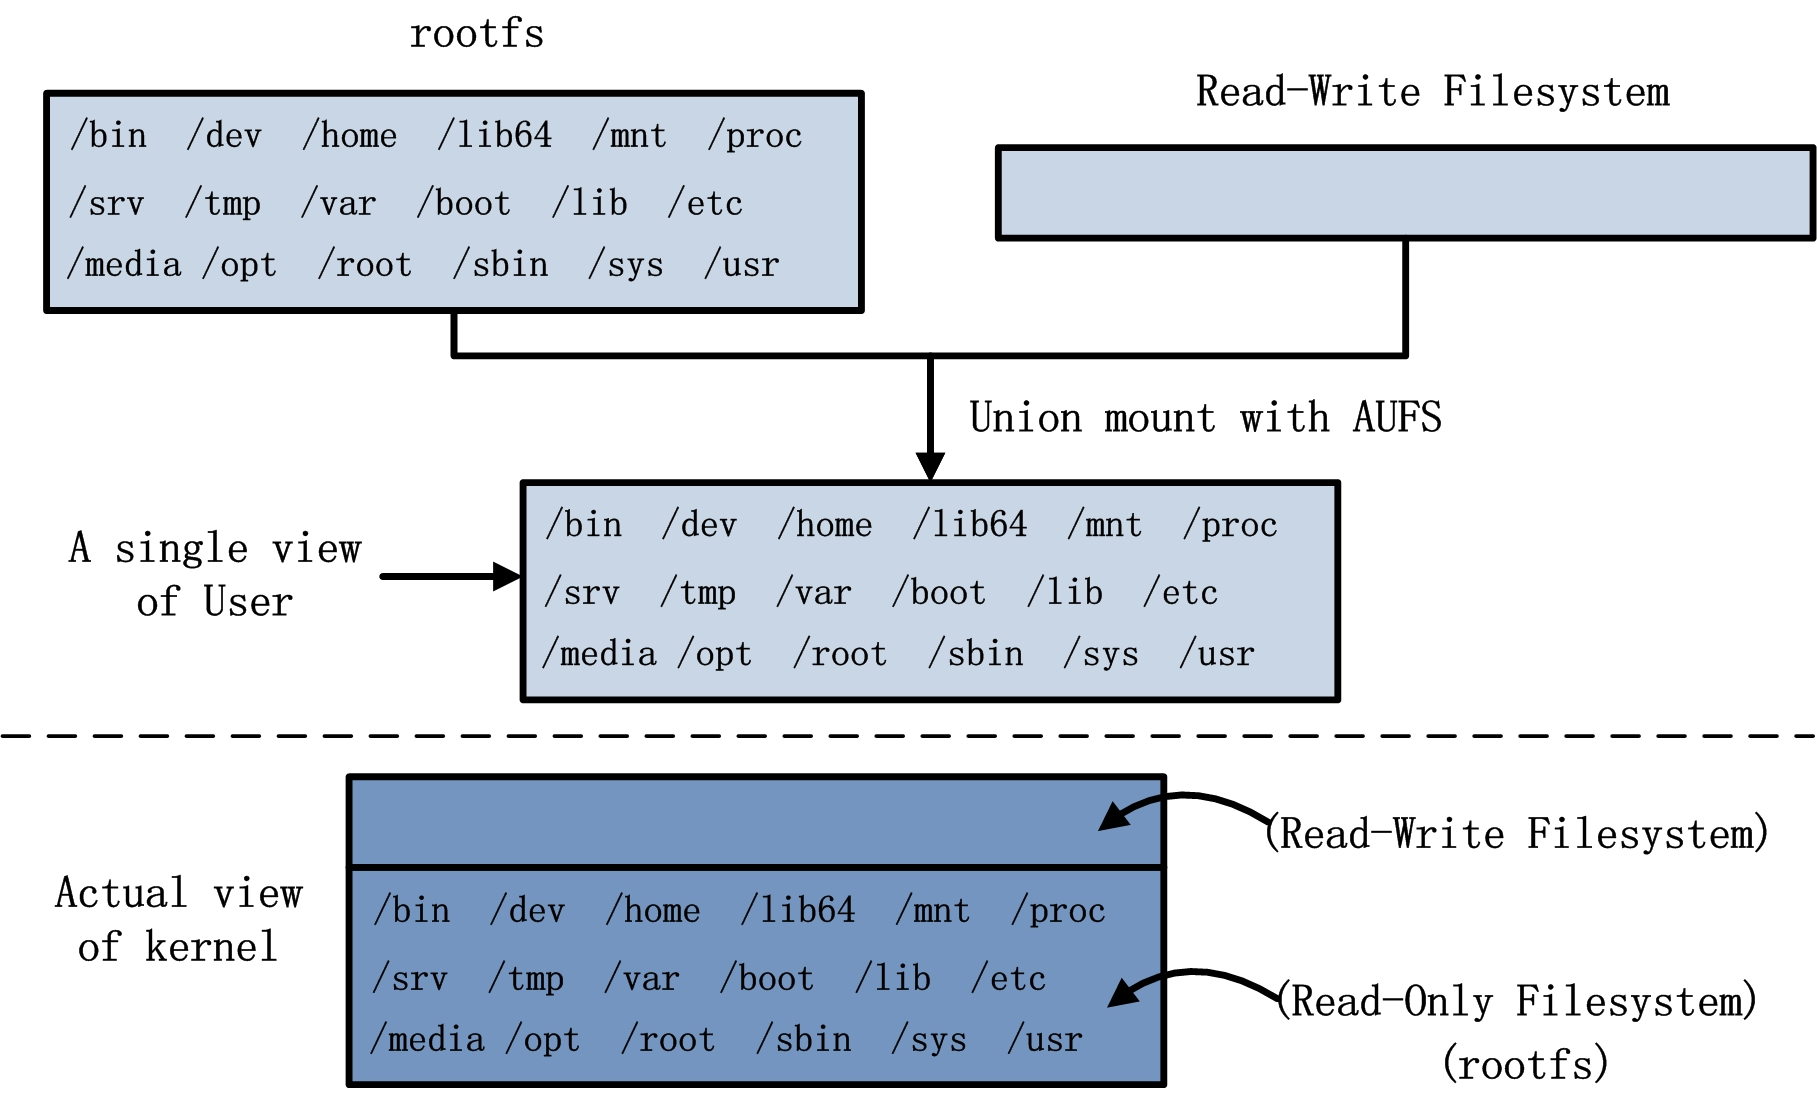 rootfs
Read-Write Filesystem
/bin /dev /home /lib64 /mnt /proc
/srv /tmp /var /boot /lib /etc
/media /opt /root /sbin /sys /usr
Union mount with AUFS
A single view
of User
/bin /dev /home /lib64 /mnt /proc
/srv /tmp /var /boot /lib /etc
/media /opt /root /sbin /sys /usr
(Read-Write Filesystem)
Actual view
of kernel
/bin /dev /home /lib64 /mnt /proc
/srv /tmp /var /boot /lib /etc
/media /opt /root /sbin /sys /usr
(Read-Only Filesystem)
(rootfs)